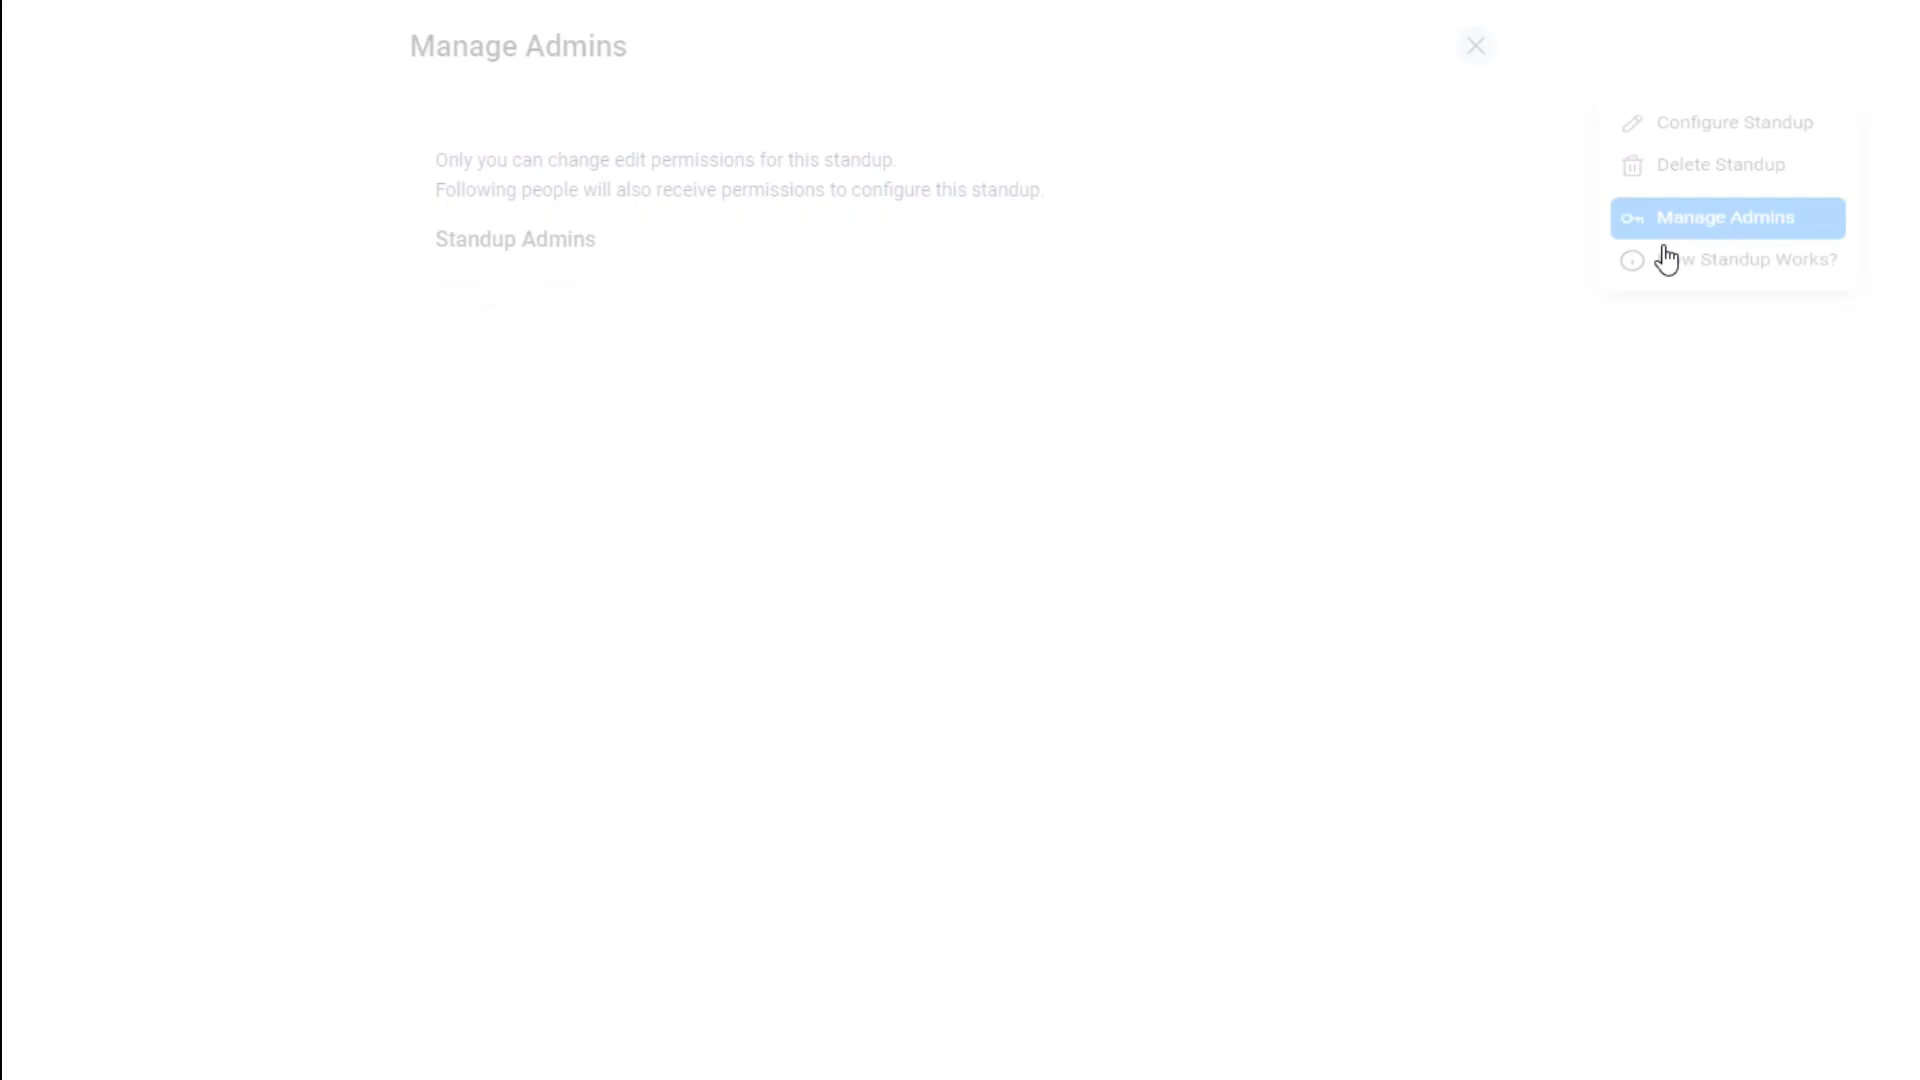 Manage Admins
Only you can change edit permissions for this standup.
Following people will also receive permissions to configure this standup.
Standup Admins
Configure Standup
Delete Standup
Manage Admins
Standup Works?